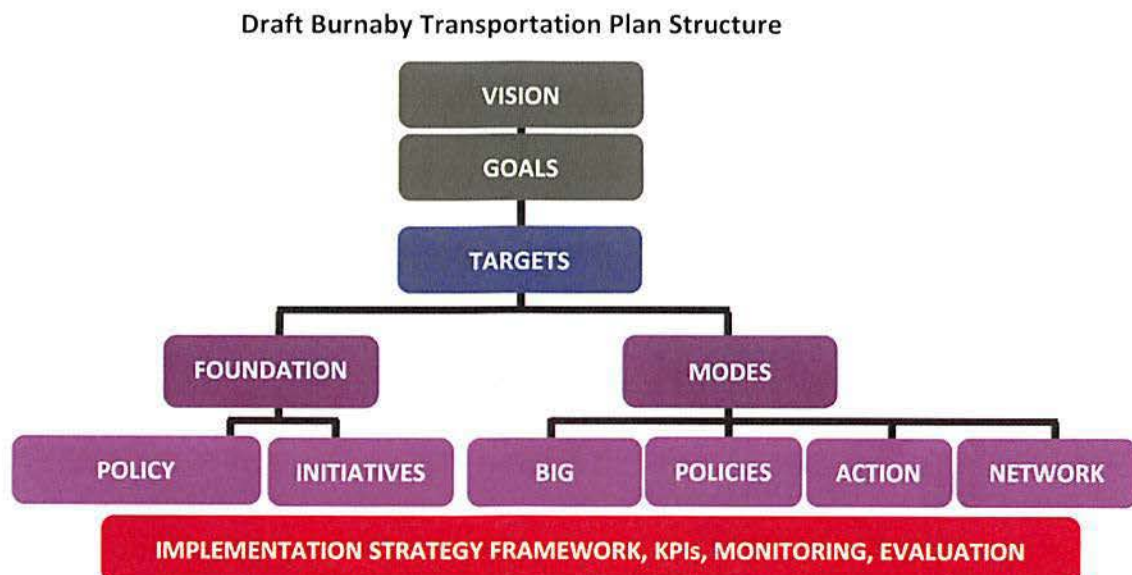 Draft Burnaby Transportation Plan Structure
VISION
GOALS
TARGETS
FOUNDATION
MODES
POLICY
INITIATIVES
BIG
POLICIES
ACTION
NETWORK
IMPLEMENTATION STRATEGY FRAMEWORK, KPIs, MONITORING, EVALUATION